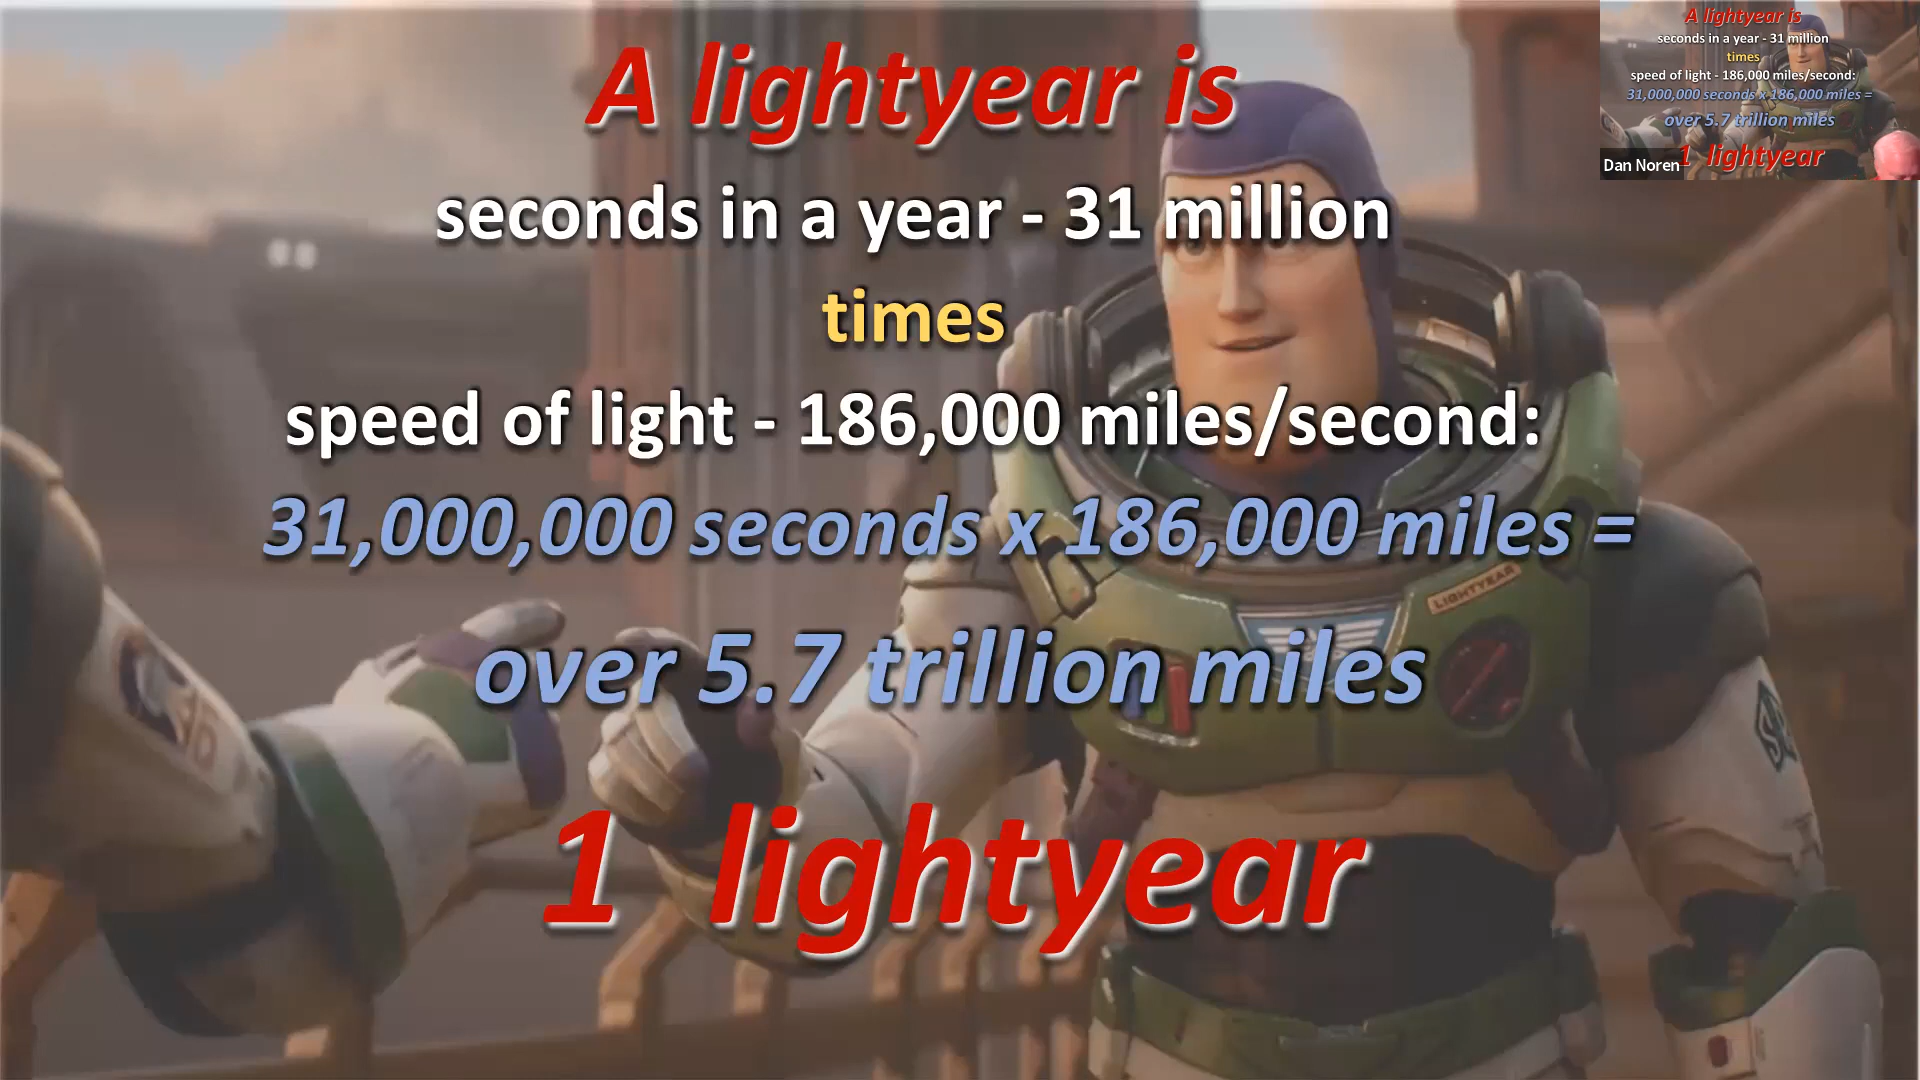 A lightyear is
seconds in a year - 31 million
times
speed of light - 186,000 miles/second:
31,000,000 seconds x 186,000 miles =
over 5.7 trillion miles
1 lightyear
LIGHTYEAR
A lightyear is
seconds in a year - 31 million
times
speed of light - 186,000 miles/second:
31,000,000 seconds x 186,000 miles =
over 5.7 trillion miles
1 lightyear
Dan Noren